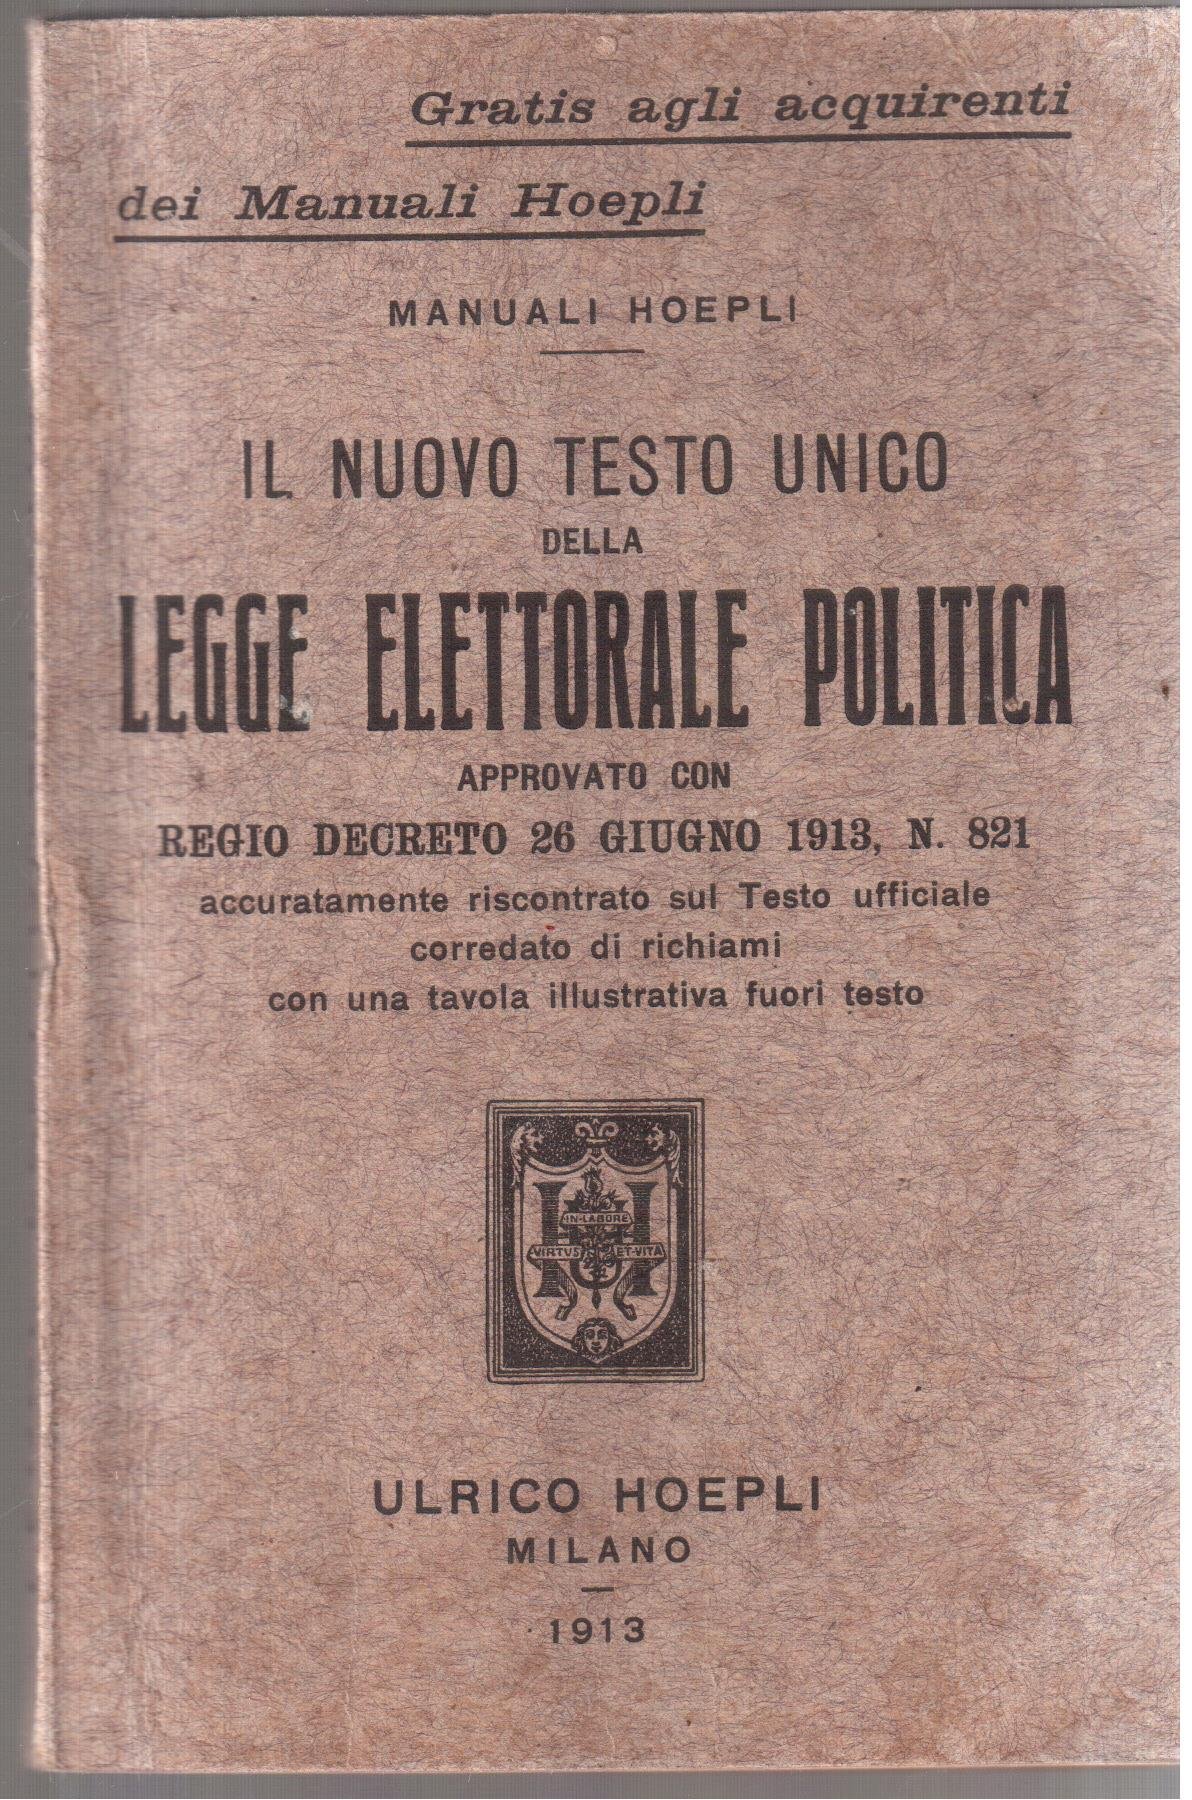 Gratis agli acquirenti
dei Manuali Hoepli
MANUALI HOEPLI
IL NUOVO TESTO UNICO
DELLA
LEGGE ELETTORALE POLITICA
APPROVATO CON
REGIO DECRETO 26 GIUGNO 1913, N. 821
accuratamente riscontrato sul Testo ufficiale
corredato di richiami
con una tavola illustrativa fuori testo
IN-LABORE
VIRTVS ET-VITA
ULRICO HOEPLI
MILANO
1913